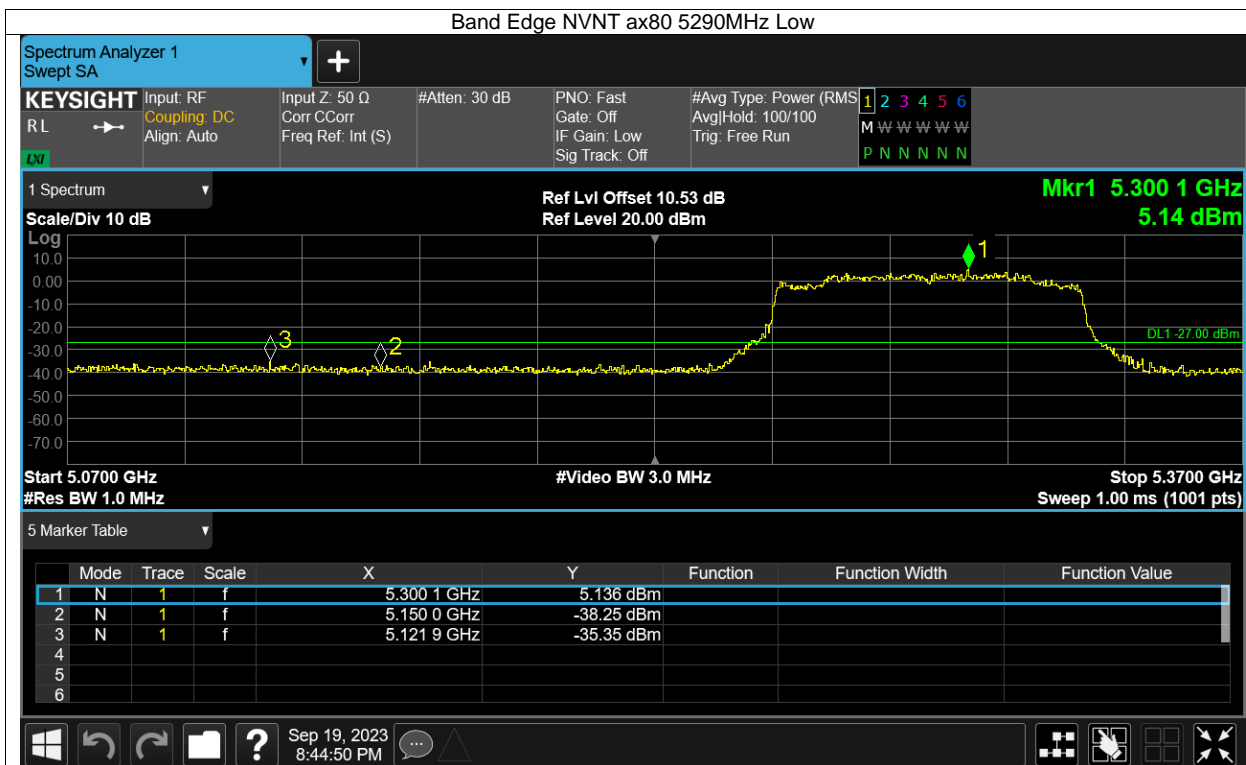 Band Edge NVNT ax80 5290MHz Low
Spectrum Analyzer 1
Swept SA
KEYSIGHT Input: RF Input Z: 50 Ω #Atten: 30 dB PNO: Fast #Avg Type: Power (RMS 1 2 3 4 5 6
RL Coupling: DC Corr CCorr Gate: Off Avg|Hold: 100/100 M W W W W W
Align: Auto Freq Ref: Int (S) IF Gain: Low Trig: Free Run
LXI Sig Track: Off P N N N N N
1 Spectrum Ref Lvl Offset 10.53 dB Mkr1 5.300 1 GHz
Scale/Div 10 dB Ref Level 20.00 dBm 5.14 dBm
Log
1
10.0
0.00
-10.0
-20.0
DL1 -27.00 dBm
3 2
-30.0
-40.0
-50.0
-60.0
-70.0
Start 5.0700 GHz #Video BW 3.0 MHz Stop 5.3700 GHz
#Res BW 1.0 MHz Sweep 1.00 ms (1001 pts)
5 Marker Table
Mode Trace Scale X Y Function Function Width Function Value
1 N 1 f 5.300 1 GHz 5.136 dBm
2 N 1 f 5.150 0 GHz -38.25 dBm
3 N 1 f 5.121 9 GHz -35.35 dBm
4
5
6
? Sep 19, 2023
8:44:50 PM